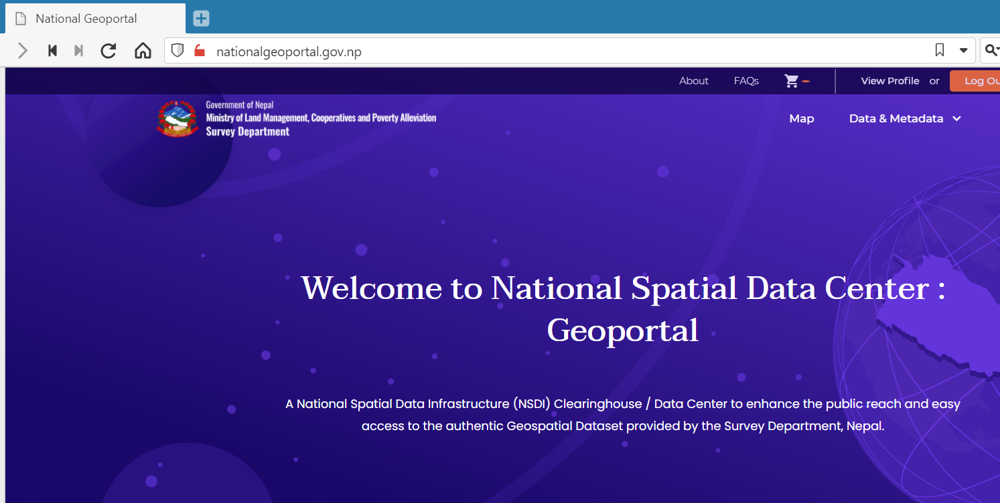 National Geoportal
nationalgeoportal.gov.np
About FAQs View Profile or Log Ou
Government of Nepal
Ministry of Land Management, Cooperatives and Poverty Alleviation
Survey Department
Map Data & Metadata
Welcome to National Spatial Data Center :
Geoportal
A National Spatial Data Infrastructure (NSDI) Clearinghouse / Data Center to enhance the public reach and easy
access to the authentic Geospatial Dataset provided by the Survey Department, Nepal.